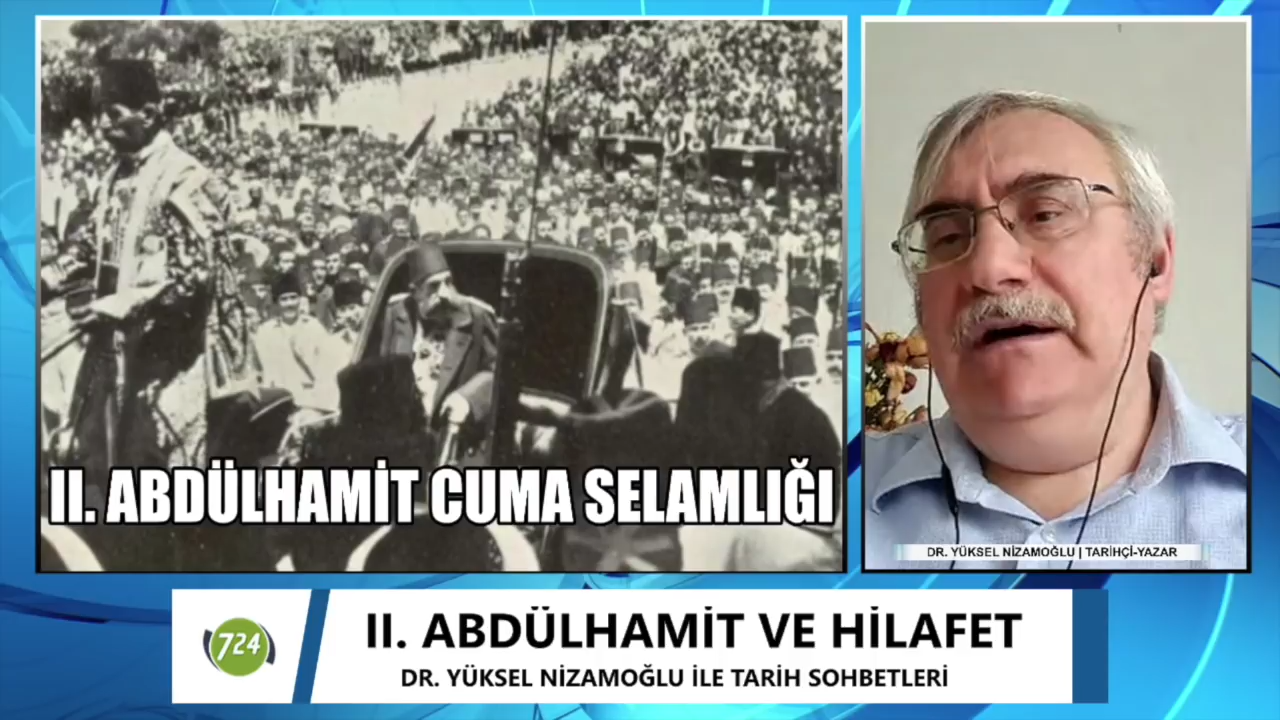 II. ABDÜLHAMİT CUMA SELAMLIĞI
DR. YÜKSEL NİZAMOĞLU | TARİHÇİ-YAZAR
724
II. ABDÜLHAMİT VE HİLAFET
DR. YÜKSEL NİZAMOĞLU İLE TARİH SOHBETLERİ